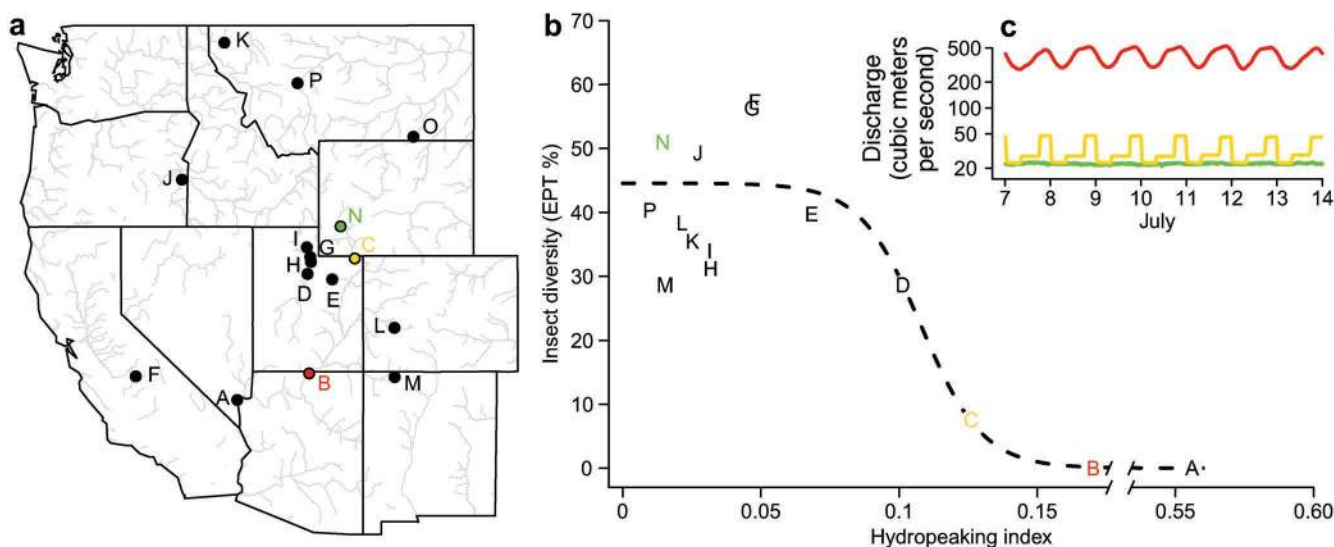 a
K
P
O
J
N
I
G
C
H
D
E
L
F
B
A
M
b
Insect diversity (EPT %)
70
60
50
40
30
20
10
0
F
G
N
J
P
E
L
K
I
H
M
D
C
B
A
0
0.05
0.1
0.15
0.55
0.60
Hydropeaking index
c
Discharge
(cubic meters
per second)
500
200
100
50
20
7 8 9 10 11 12 13 14
July